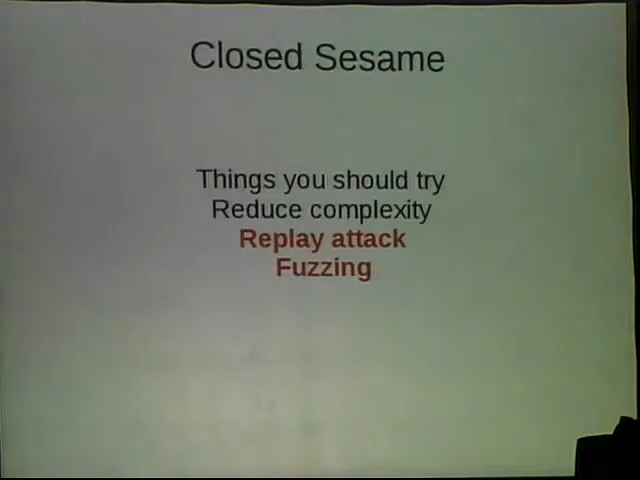 Closed Sesame
Things you should try
Reduce complexity
Replay attack
Fuzzing